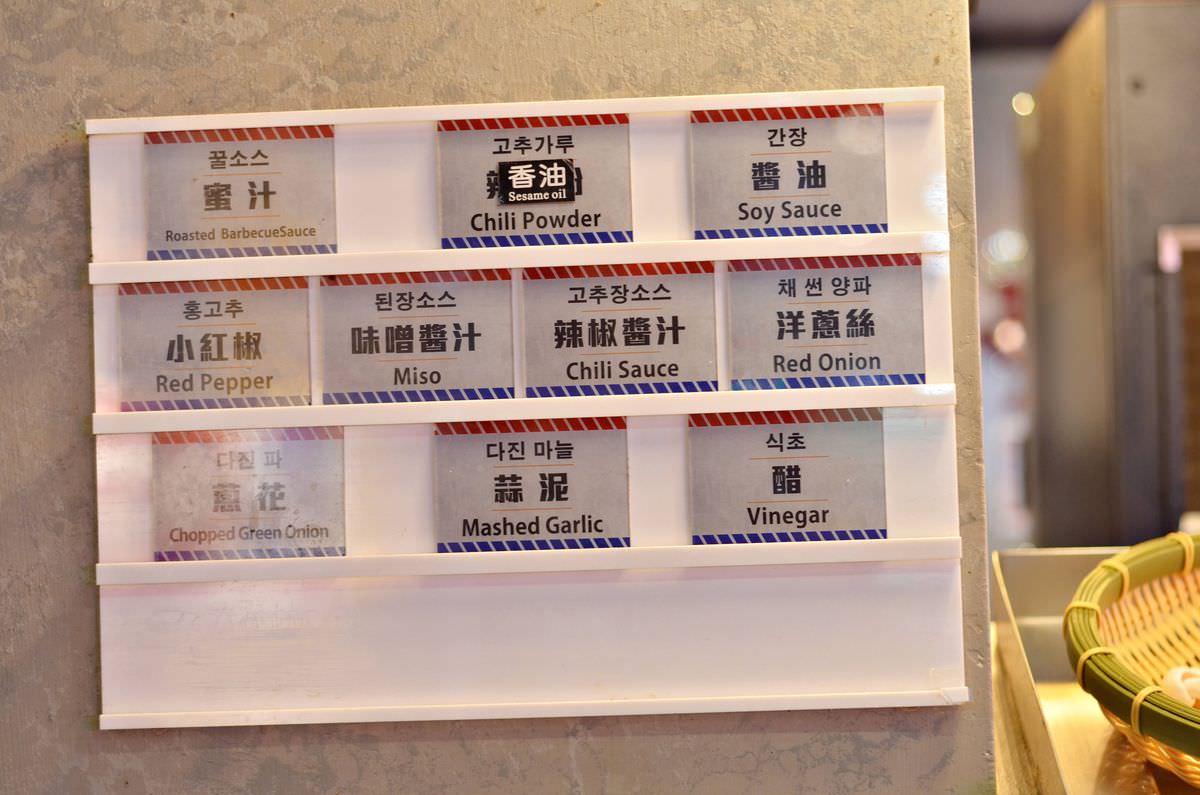 꿀소스
蜜汁
Roasted BarbecueSauce
고추가루
香油
Sesame oil
Chili Powder
간장
醬油
Soy Sauce
홍고추
小紅椒
Red Pepper
된장소스
味噌醬汁
Miso
고추장소스
辣椒醬汁
Chili Sauce
채 썬 양파
洋蔥絲
Red Onion
다진 파
蔥花
Chopped Green Onion
다진 마늘
蒜泥
Mashed Garlic
식초
醋
Vinegar